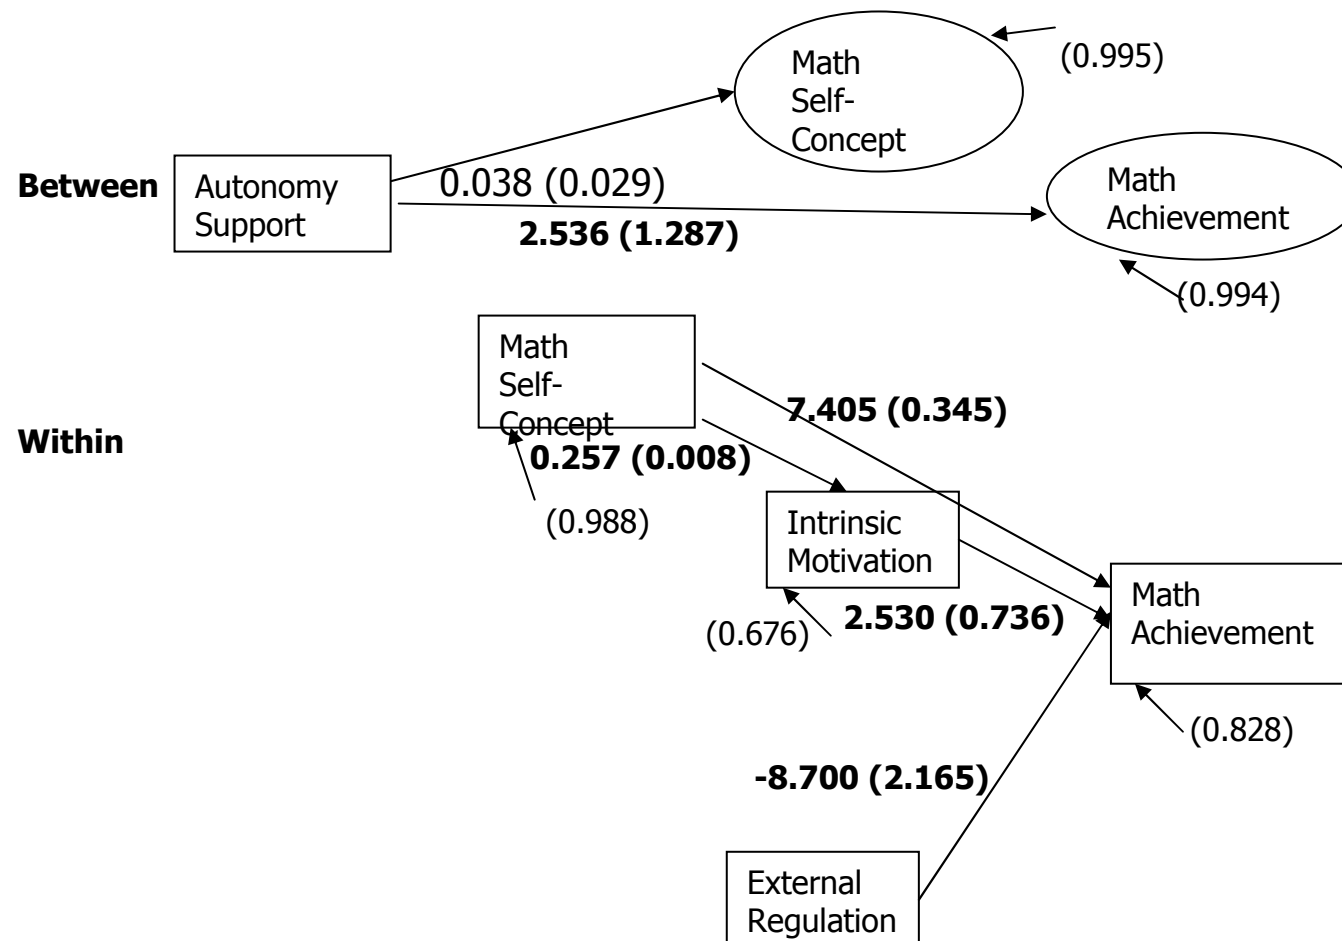 Math
Self-
Concept
(0.995)
Between
Autonomy
Support
0.038 (0.029)
2.536 (1.287)
Math
Achievement
(0.994)
Within
Math
Self-
Concept
7.405 (0.345)
0.257 (0.008)
(0.988)
Intrinsic
Motivation
(0.676)
2.530 (0.736)
Math
Achievement
(0.828)
-8.700 (2.165)
External
Regulation